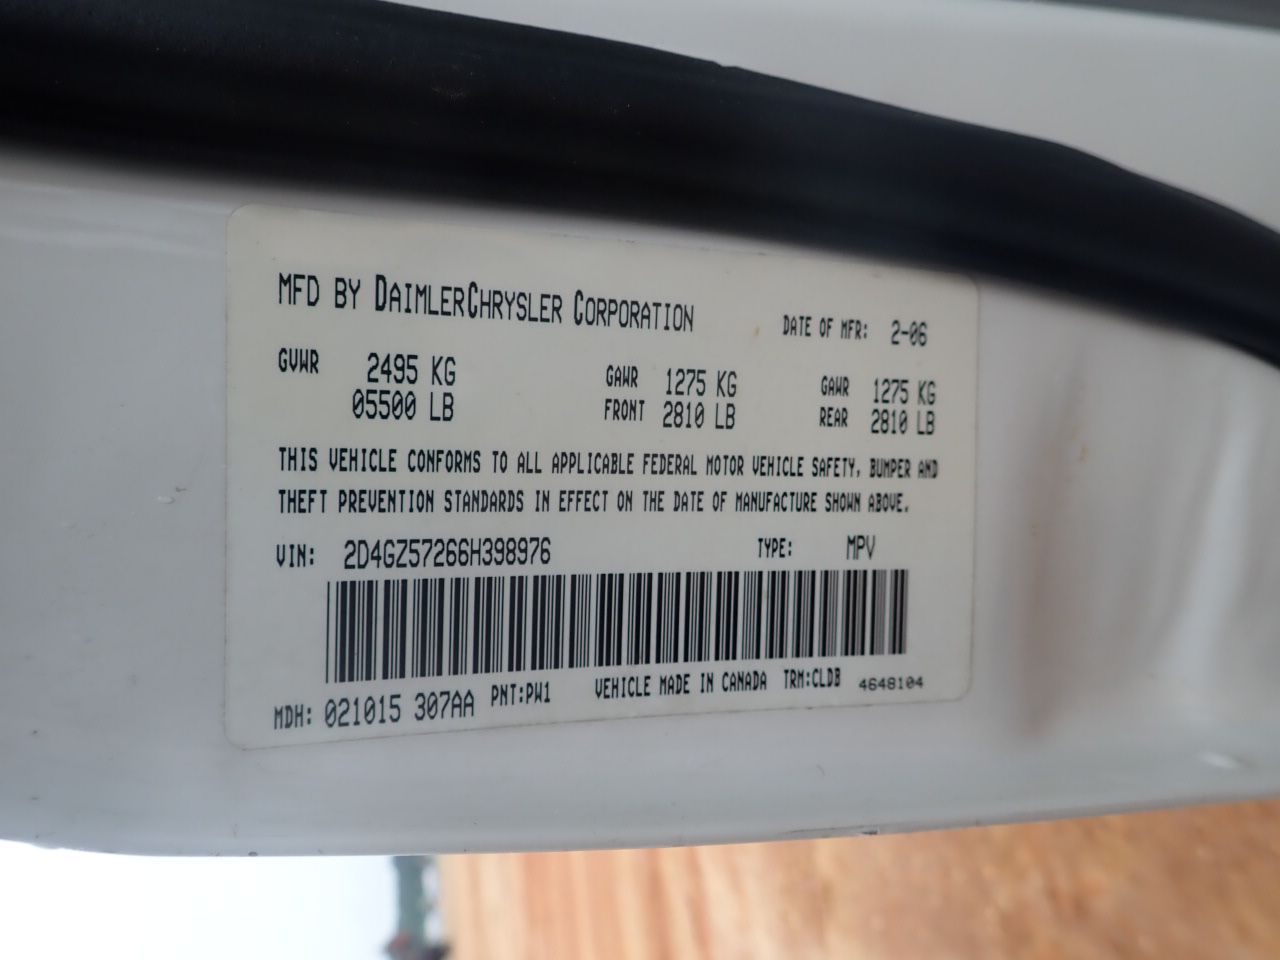 MFD BY DAIMLERCHRYSLER CORPORATION DATE OF MFR: 2-06
GVWR 2495 KG GAWR 1275 KG GAWR 1275 KG
05500 LB FRONT 2810 LB REAR 2810 LB
THIS VEHICLE CONFORMS TO ALL APPLICABLE FEDERAL MOTOR VEHICLE SAFETY, BUMPER AND
THEFT PREVENTION STANDARDS IN EFFECT ON THE DATE OF MANUFACTURE SHOWN ABOVE.
VIN: 2D4GZ57266H398976 TYPE: MPV
MDH: 021015 307AA PNT:PW1 VEHICLE MADE IN CANADA TRM:CLDB 4648104